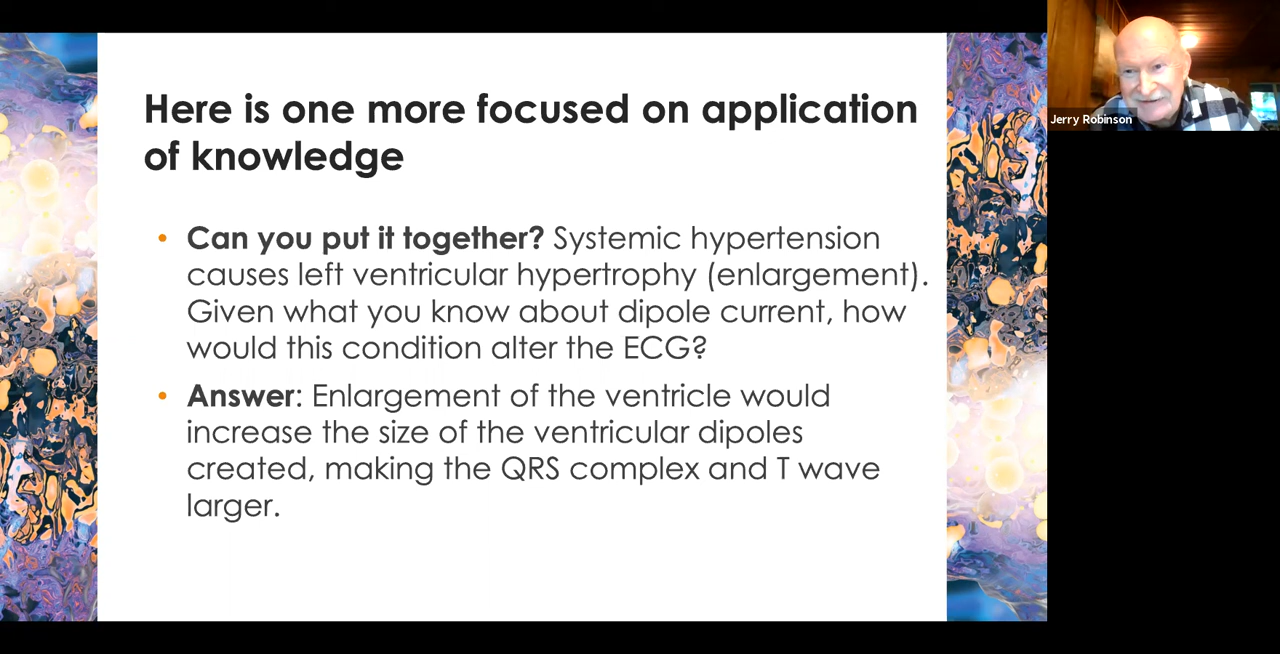 Here is one more focused on application
of knowledge
• Can you put it together? Systemic hypertension
causes left ventricular hypertrophy (enlargement).
Given what you know about dipole current, how
would this condition alter the ECG?
• Answer: Enlargement of the ventricle would
increase the size of the ventricular dipoles
created, making the QRS complex and T wave
larger.
Jerry Robinson